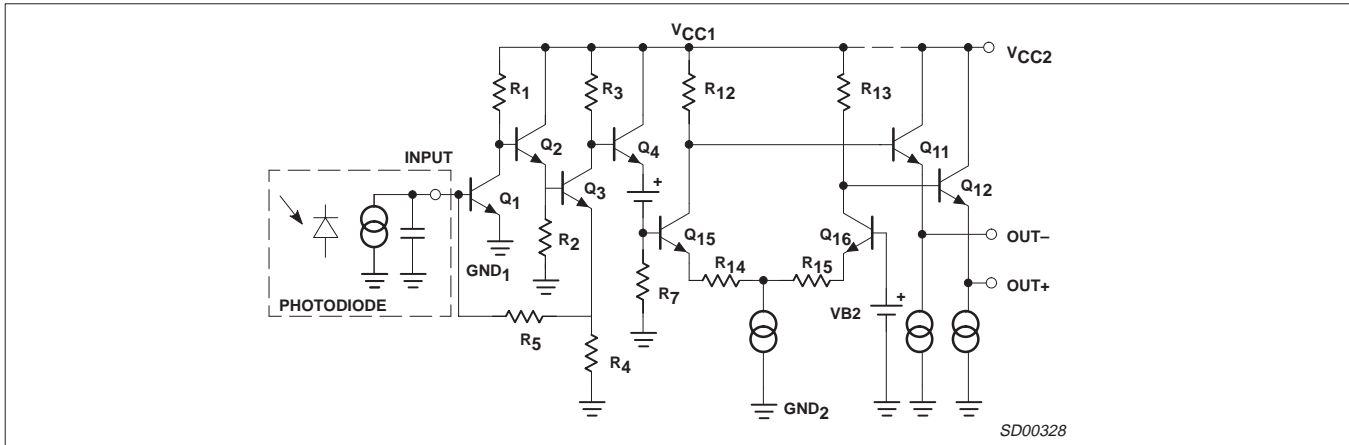 VCC1
VCC2
R1
R3
R12
R13
Q2
Q4
Q11
INPUT
Q1
Q3
Q12
Q15
Q16
R2
GND1
OUT–
R14
R15
R7
OUT+
PHOTODIODE
VB2
R5
R4
GND2
+
+
SD00328